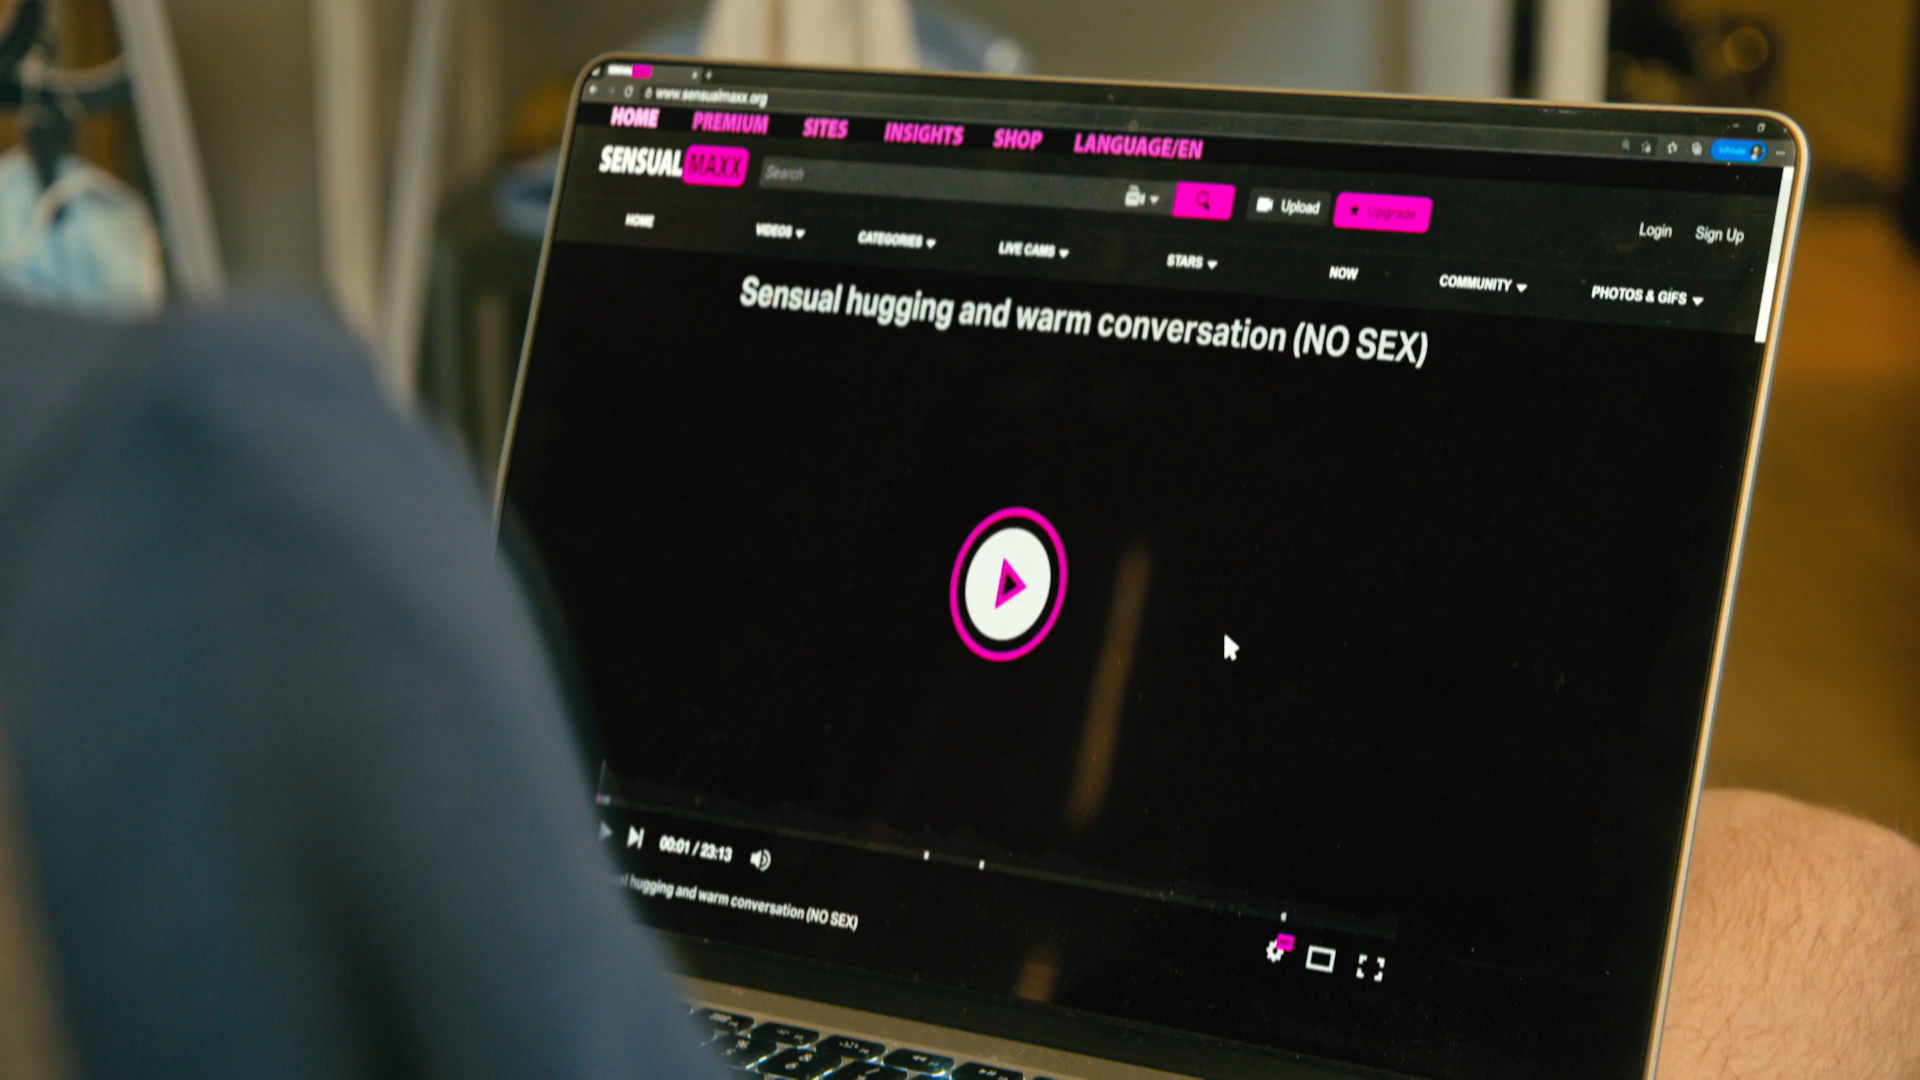 www.sensualmaxx.org
HOME PREMIUM SITES INSIGHTS SHOP LANGUAGE/EN
SENSUAL MAXX Search Upload Upgrade Login Sign Up
HOME VIDEOS CATEGORIES LIVE CAMS STARS NOW COMMUNITY PHOTOS & GIFS
Sensual hugging and warm conversation (NO SEX)
00:01 / 23:13
hugging and warm conversation (NO SEX)